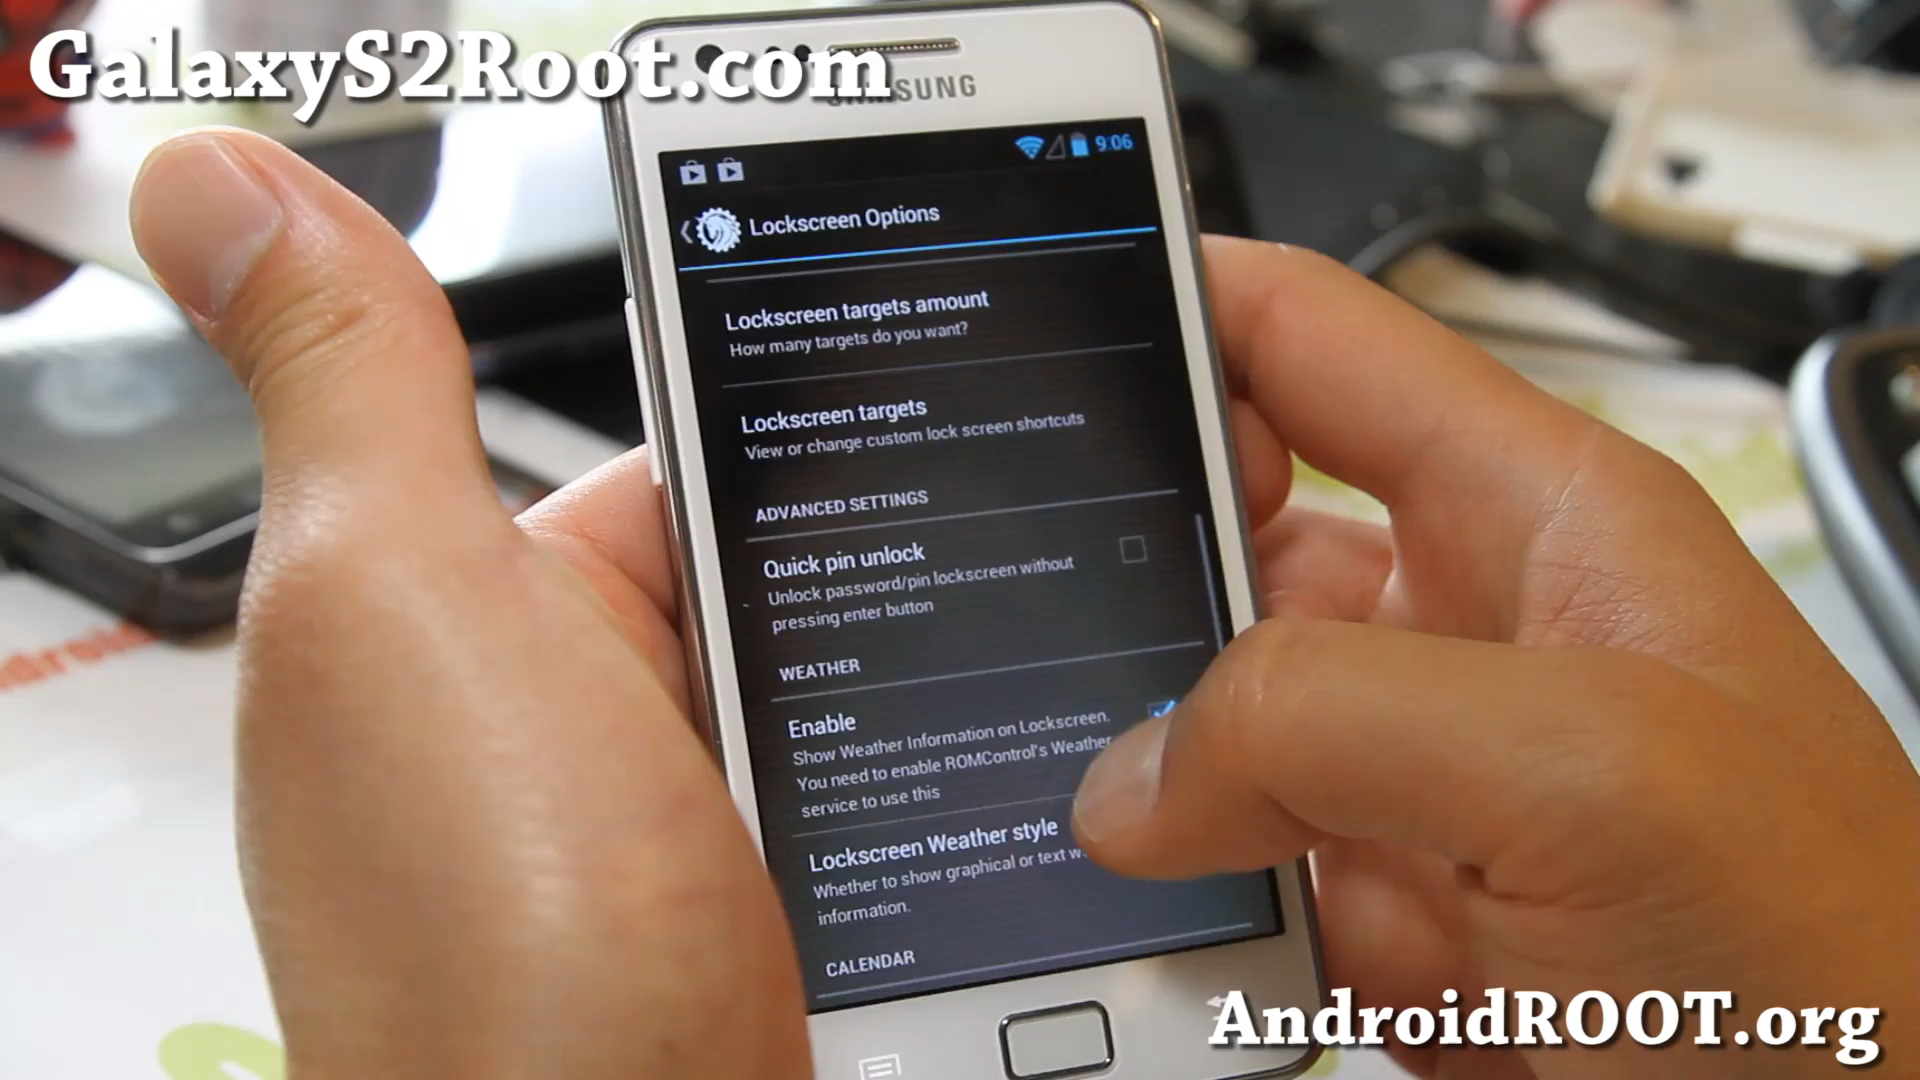 GalaxyS2Root.com
SAMSUNG
9:06
Lockscreen Options
Lockscreen targets amount
How many targets do you want?
Lockscreen targets
View or change custom lock screen shortcuts
ADVANCED SETTINGS
Quick pin unlock
Unlock password/pin lockscreen without
pressing enter button
WEATHER
Enable
Show Weather Information on Lockscreen.
You need to enable ROMControl's Weather
service to use this
Lockscreen Weather style
Whether to show graphical or text
information.
CALENDAR
AndroidROOT.org